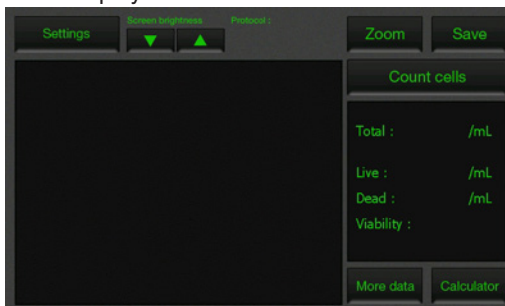 Settings
Screen brightness
Protocol :
Zoom
Save
Count cells
Total : /mL
Live : /mL
Dead : /mL
Viability :
More data
Calculator